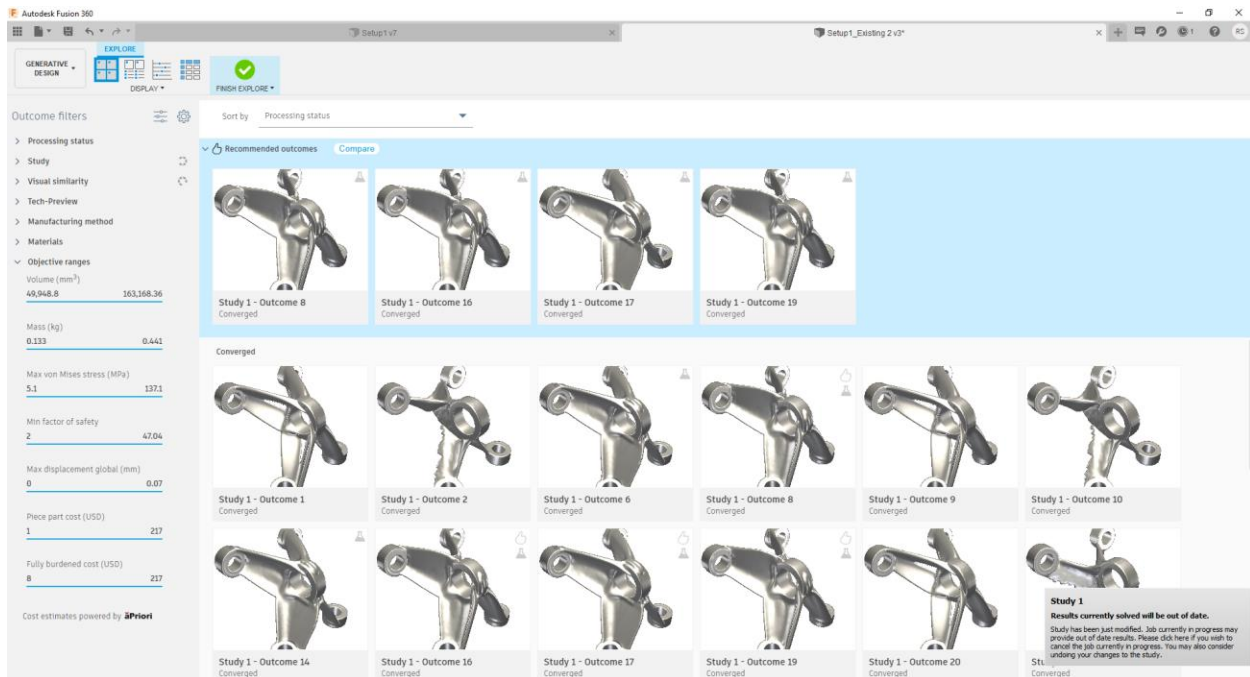 Autodesk Fusion 360
Setup1 v7
Setup1_Existing 2 v3*
1
RS
EXPLORE
GENERATIVE
DESIGN
DISPLAY
FINISH EXPLORE
Outcome filters
Sort by Processing status
Processing status
Study
Visual similarity
Tech-Preview
Manufacturing method
Materials
Objective ranges
Volume (mm³)
49,948.8 163,168.36
Mass (kg)
0.133 0.441
Max von Mises stress (MPa)
5.1 137.1
Min factor of safety
2 47.04
Max displacement global (mm)
0 0.07
Piece part cost (USD)
1 217
Fully burdened cost (USD)
8 217
Cost estimates powered by aPriori
Recommended outcomes Compare
Study 1 - Outcome 8
Converged
Study 1 - Outcome 16
Converged
Study 1 - Outcome 17
Converged
Study 1 - Outcome 19
Converged
Converged
Study 1 - Outcome 1
Converged
Study 1 - Outcome 2
Converged
Study 1 - Outcome 6
Converged
Study 1 - Outcome 8
Converged
Study 1 - Outcome 9
Converged
Study 1 - Outcome 10
Converged
Study 1 - Outcome 14
Converged
Study 1 - Outcome 16
Converged
Study 1 - Outcome 17
Converged
Study 1 - Outcome 19
Converged
Study 1 - Outcome 20
Converged
Converged
Study 1
Results currently solved will be out of date.
Study has been just modified. Job currently in progress may
provide out of date results. Please click here if you wish to
cancel the job currently in progress. You may also consider
undoing your changes to the study.